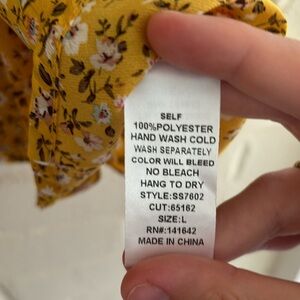 SELF
100%POLYESTER
HAND WASH COLD
WASH SEPARATELY
COLOR WILL BLEED
NO BLEACH
HANG TO DRY
STYLE:SS7602
CUT:65162
SIZE:L
RN#:141642
MADE IN CHINA